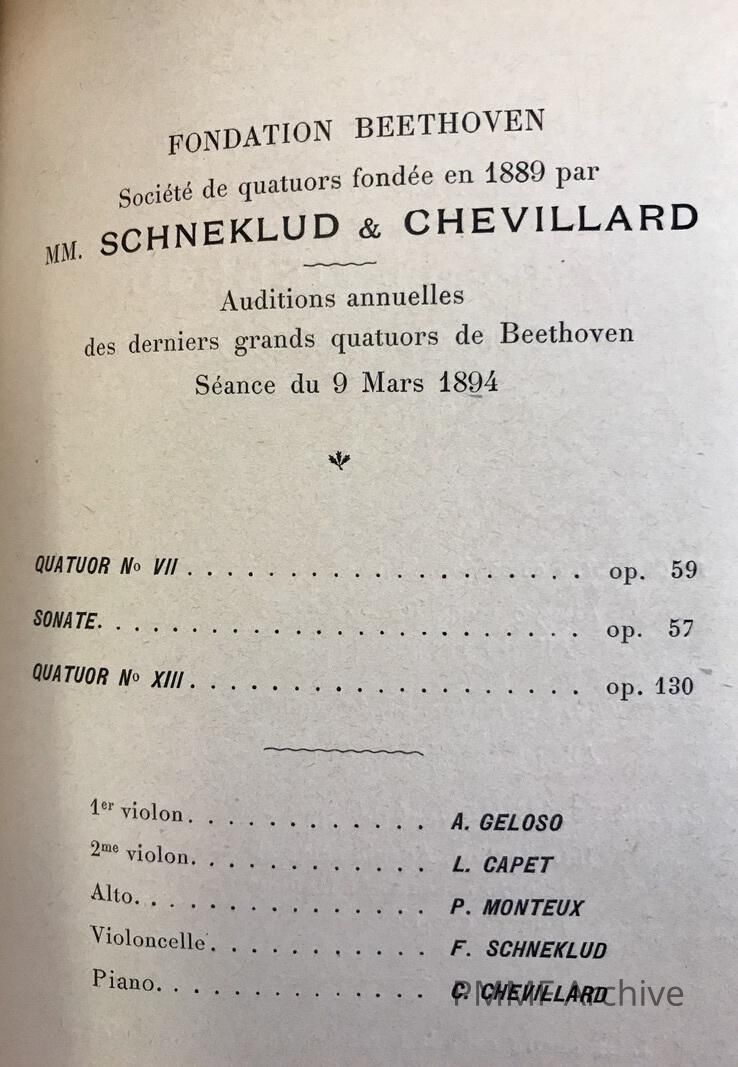 FONDATION BEETHOVEN
Société de quatuors fondée en 1889 par
MM. SCHNEKLUD & CHEVILLARD
Auditions annuelles
des derniers grands quatuors de Beethoven
Séance du 9 Mars 1894
QUATUOR No VII . . . . . . . . . . . . . . . . . . . op. 59
SONATE. . . . . . . . . . . . . . . . . . . . . . op. 57
QUATUOR No XIII . . . . . . . . . . . . . . . . . . . op. 130
1er violon. . . . . . . . . . . . . A. GELOSO
2me violon. . . . . . . . . . . . . L. CAPET
Alto. . . . . . . . . . . . . . . . P. MONTEUX
Violoncelle. . . . . . . . . . . . F. SCHNEKLUD
Piano. . . . . . . . . . . . . . . C. CHEVILLARD
PMMF Archive